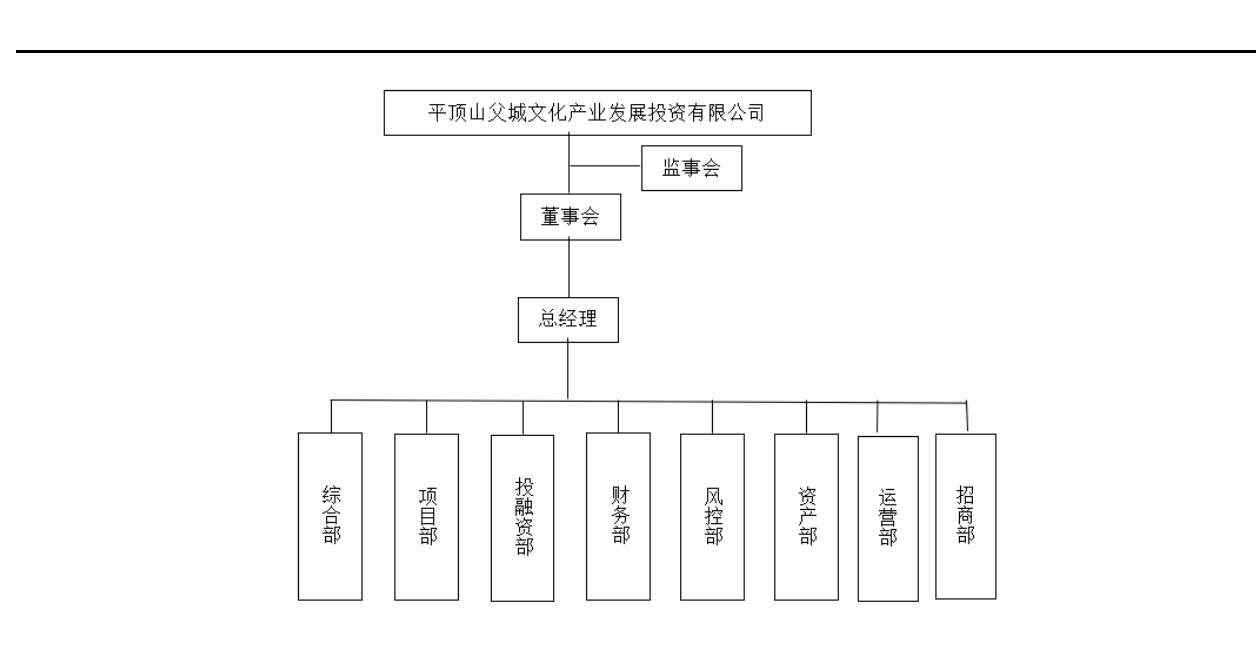 平顶山父城文化产业发展投资有限公司
监事会
董事会
总经理
综合部
项目部
投融资部
财务部
风控部
资产部
运营部
招商部